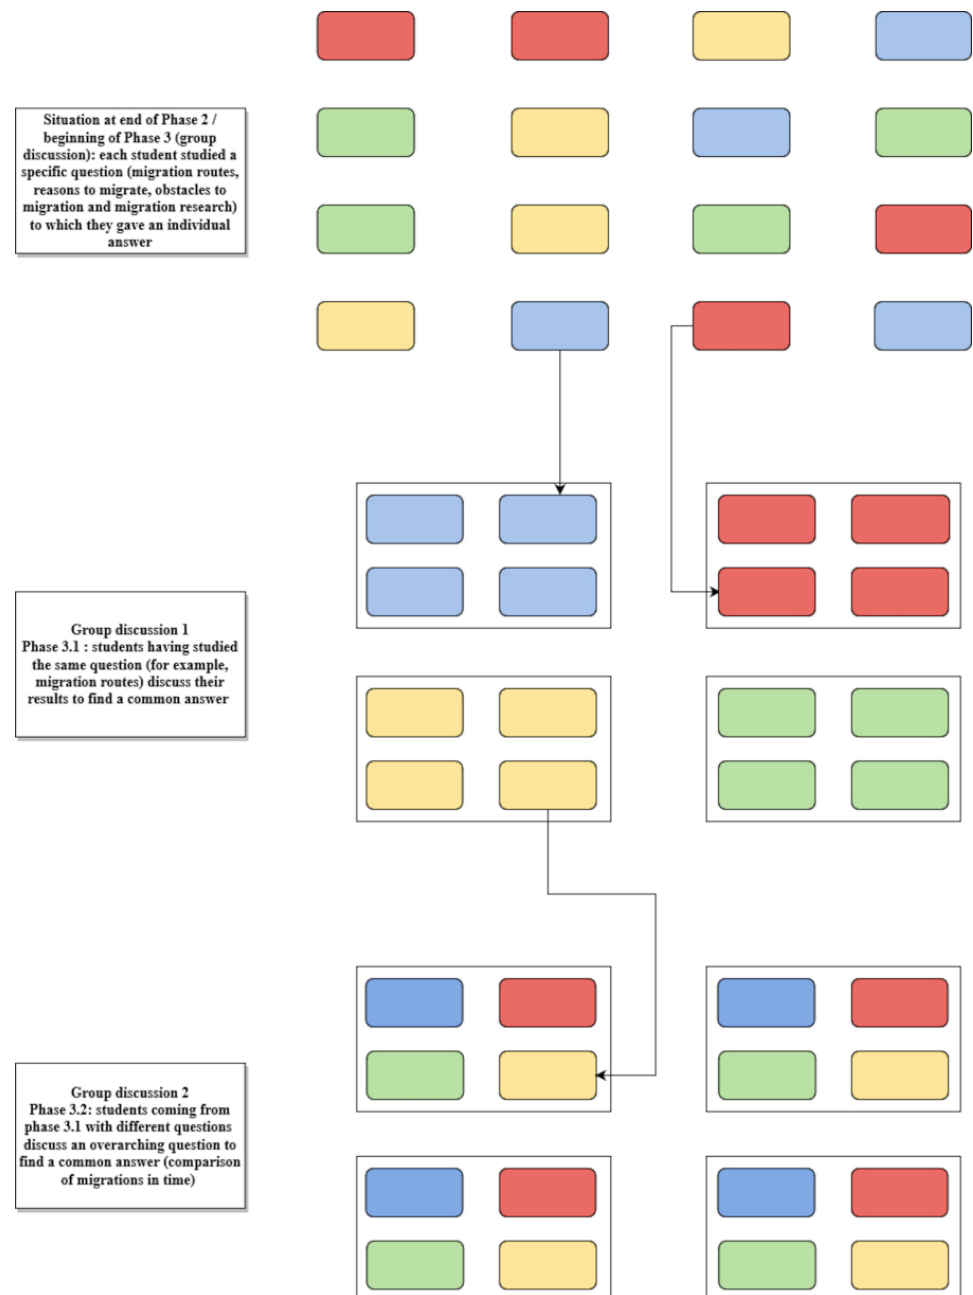 Situation at end of Phase 2 /
beginning of Phase 3 (group
discussion): each student studied a
specific question (migration routes,
reasons to migrate, obstacles to
migration and migration research)
to which they gave an individual
answer
Group discussion 1
Phase 3.1 : students having studied
the same question (for example,
migration routes) discuss their
results to find a common answer
Group discussion 2
Phase 3.2: students coming from
phase 3.1 with different questions
discuss an overarching question to
find a common answer (comparison
of migrations in time)